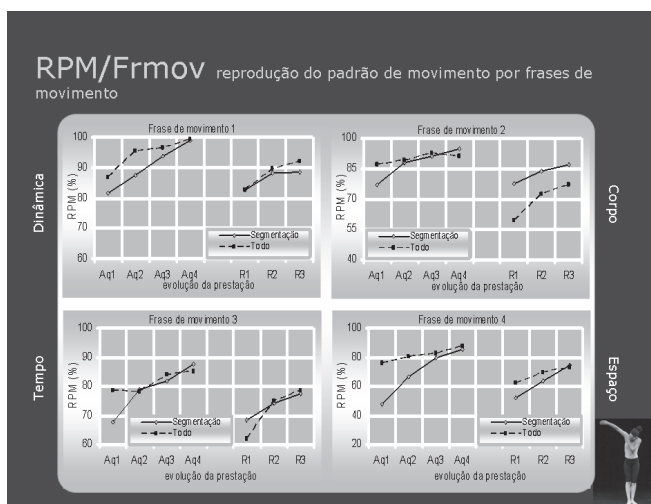 RPM/Frmov reprodução do padrão de movimento por frases de
movimento
Dinâmica
Frase de movimento 1
RPM (%)
100
90
80
70
60
Segmentação
Todo
Aq1 Aq2 Aq3 Aq4 R1 R2 R3
evolução da prestação
Frase de movimento 2
RPM (%)
100
85
70
55
40
Segmentação
Todo
Aq1 Aq2 Aq3 Aq4 R1 R2 R3
evolução da prestação
Corpo
Tempo
Frase de movimento 3
RPM (%)
100
90
80
70
60
Segmentação
Todo
Aq1 Aq2 Aq3 Aq4 R1 R2 R3
evolução da prestação
Frase de movimento 4
RPM (%)
100
80
60
40
20
Segmentação
Todo
Aq1 Aq2 Aq3 Aq4 R1 R2 R3
evolução da prestação
Espaço